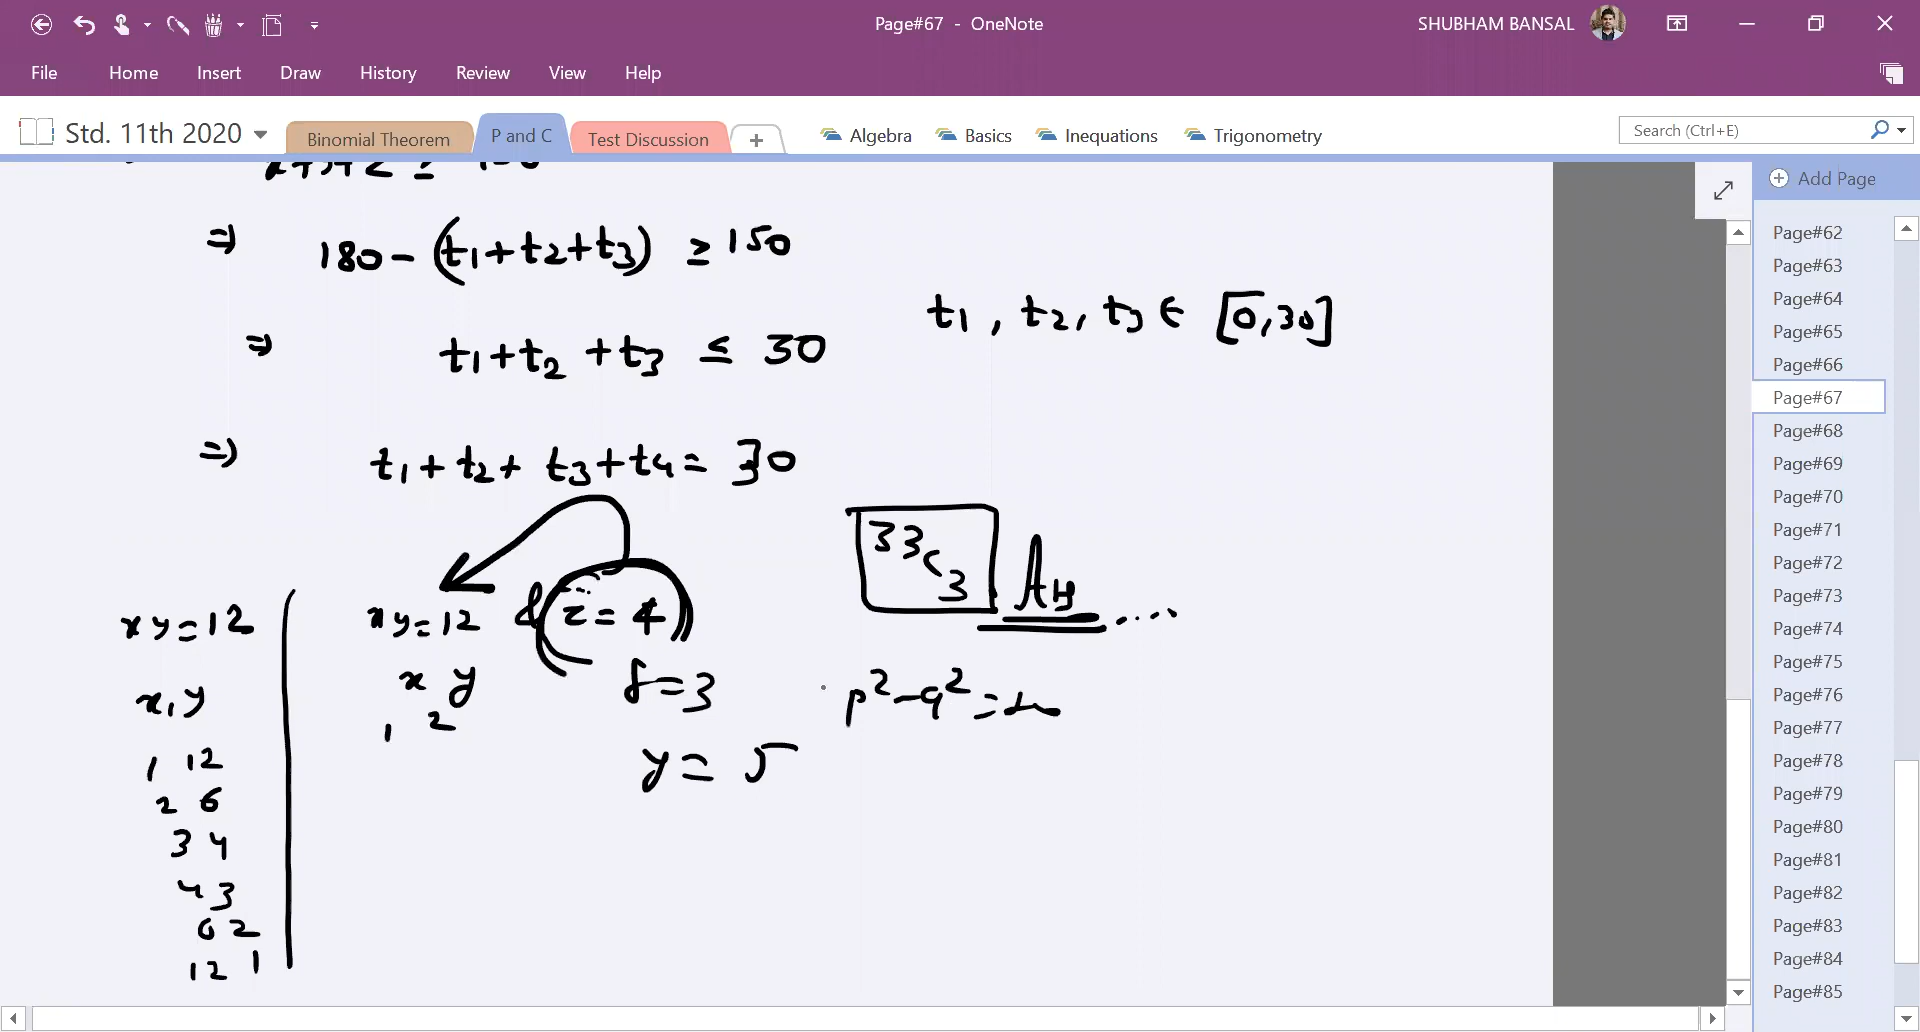 Page#67 - OneNote
SHUBHAM BANSAL
File Home Insert Draw History Review View Help
Std. 11th 2020
Binomial Theorem
P and C
Test Discussion
Algebra
Basics
Inequations
Trigonometry
Search (Ctrl+E)
Add Page
Page#62
Page#63
Page#64
Page#65
Page#66
Page#67
Page#68
Page#69
Page#70
Page#71
Page#72
Page#73
Page#74
Page#75
Page#76
Page#77
Page#78
Page#79
Page#80
Page#81
Page#82
Page#83
Page#84
Page#85
⇒ 180 - (t1+t2+t3) ≥ 150
t1, t2, t3 ∈ [0,30]
⇒ t1+t2+t3 ≤ 30
⇒ t1+t2+t3+t4 = 30
33C3
xy=12
x,y
1 12
2 6
3 4
4 3
6 2
12 1
xy=12 & z=4
x y
1 2
=3
y=5
p²-q²=